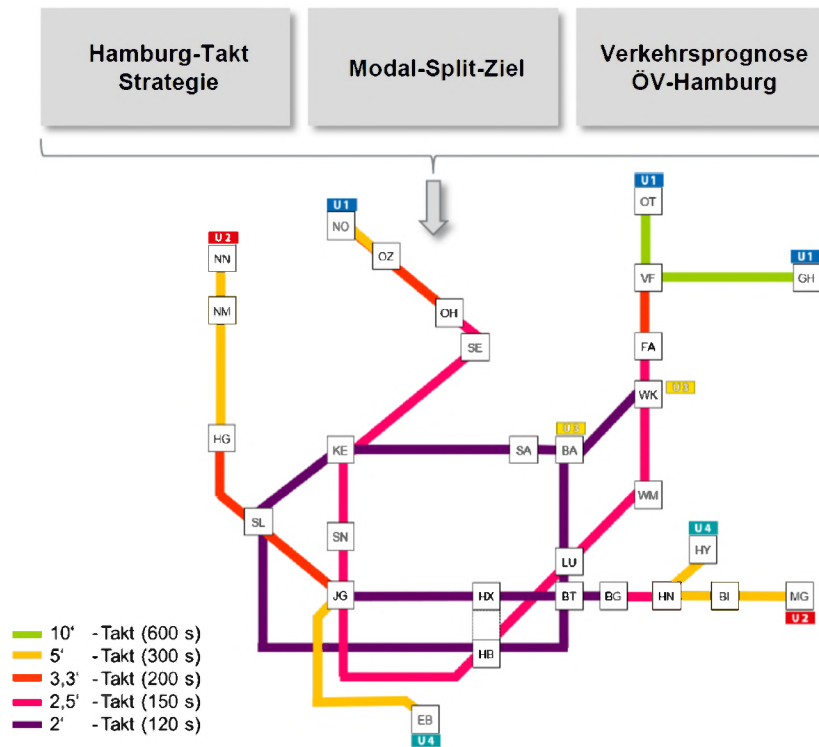 Hamburg-Takt
Strategie
Modal-Split-Ziel
Verkehrsprognose
ÖV-Hamburg
U1
OT
U1
NO
U2
NN
OZ
VF
U1
GH
NM
OH
SE
FA
WK
U3
HG
KE
SA
U3
BA
WM
SL
SN
U4
HY
LU
JG
HX
BT
BG
HN
BI
MG
U2
HB
EB
U4
10' - Takt (600 s)
5' - Takt (300 s)
3,3' - Takt (200 s)
2,5' - Takt (150 s)
2' - Takt (120 s)